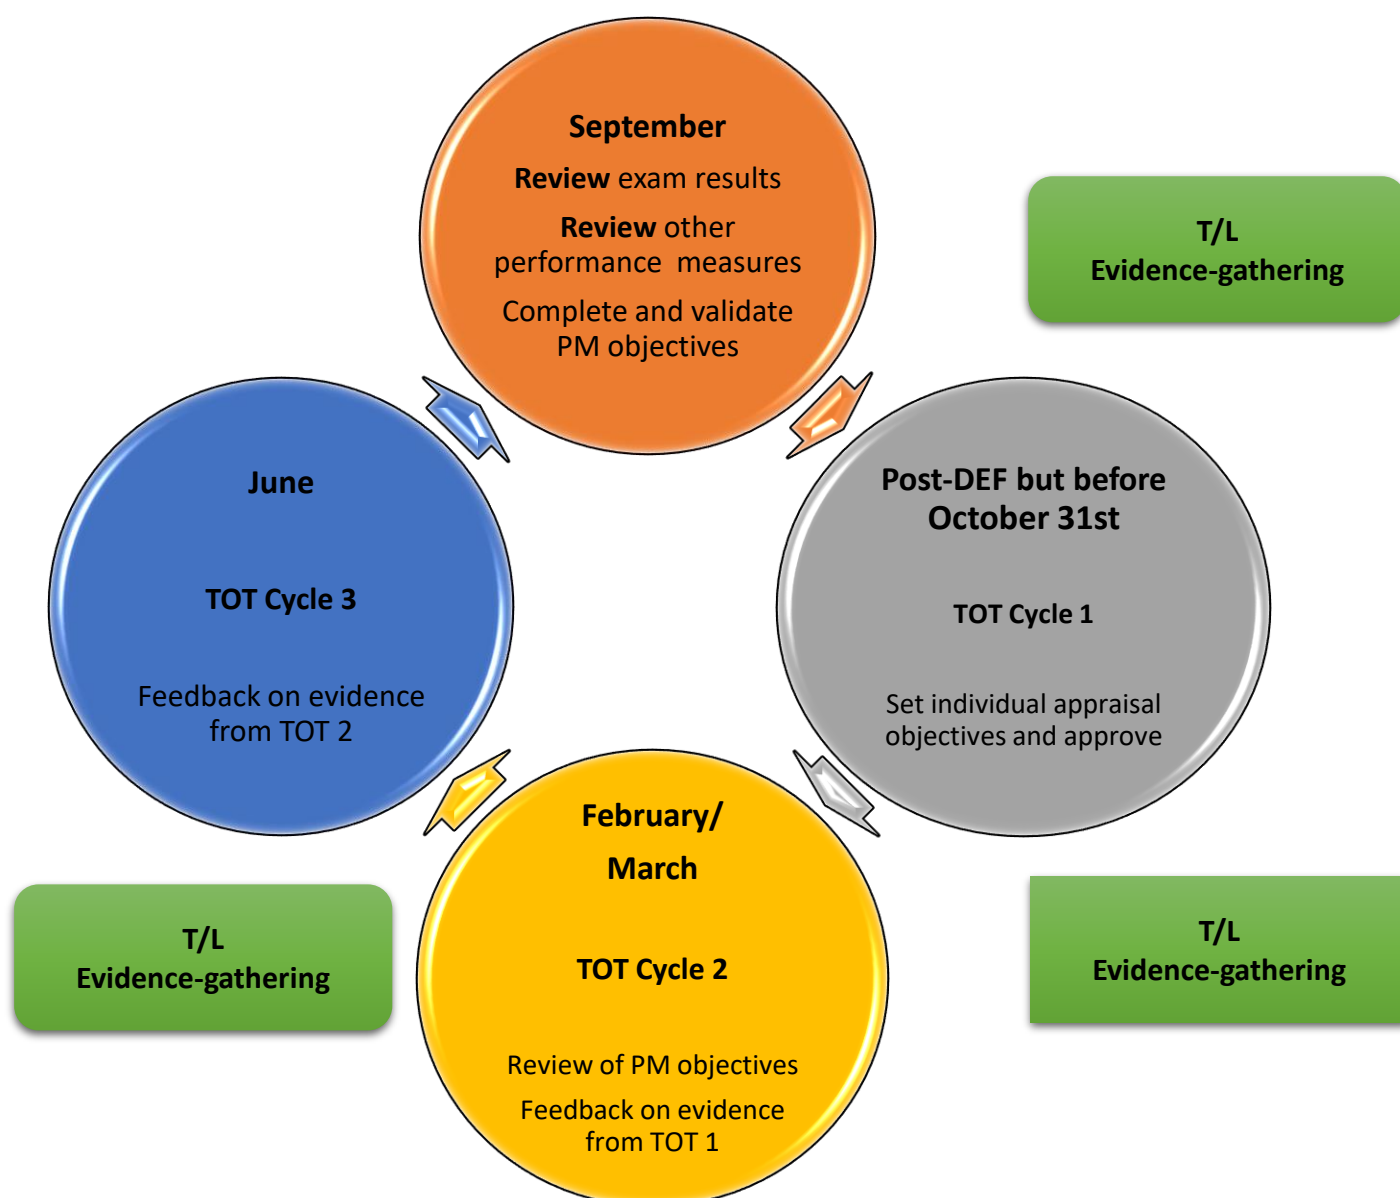 September
Review exam results
Review other
performance measures
Complete and validate
PM objectives
T/L
Evidence-gathering
Post-DEF but before
October 31st
TOT Cycle 1
Set individual appraisal
objectives and approve
T/L
Evidence-gathering
February/
March
TOT Cycle 2
Review of PM objectives
Feedback on evidence
from TOT 1
T/L
Evidence-gathering
June
TOT Cycle 3
Feedback on evidence
from TOT 2